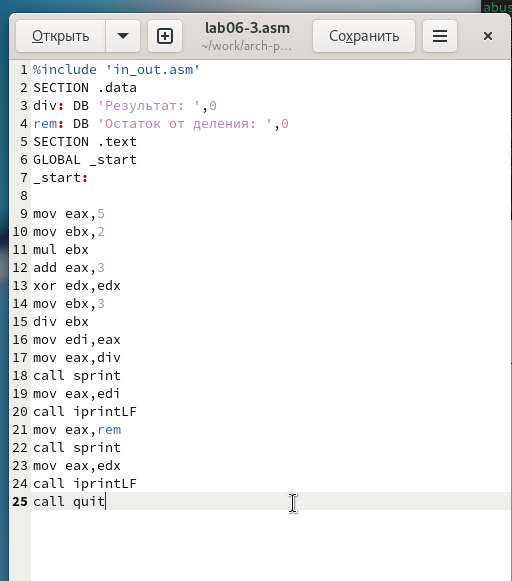 abus
Открыть
lab06-3.asm
~/work/arch-p...
Сохранить
1 %include 'in_out.asm'
2 SECTION .data
3 div: DB 'Результат: ',0
4 rem: DB 'Остаток от деления: ',0
5 SECTION .text
6 GLOBAL _start
7 _start:
8
9 mov eax,5
10 mov ebx,2
11 mul ebx
12 add eax,3
13 xor edx,edx
14 mov ebx,3
15 div ebx
16 mov edi,eax
17 mov eax,div
18 call sprint
19 mov eax,edi
20 call iprintLF
21 mov eax,rem
22 call sprint
23 mov eax,edx
24 call iprintLF
25 call quit